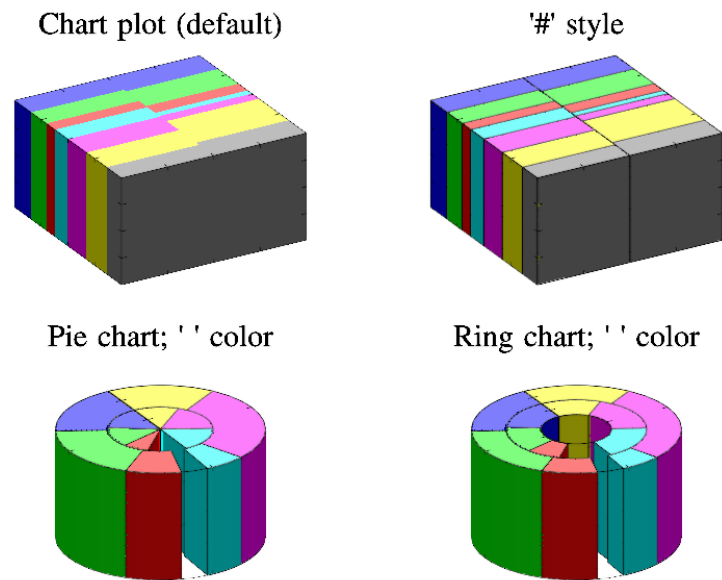 Chart plot (default)
'#' style
Pie chart; ' ' color
Ring chart; ' ' color